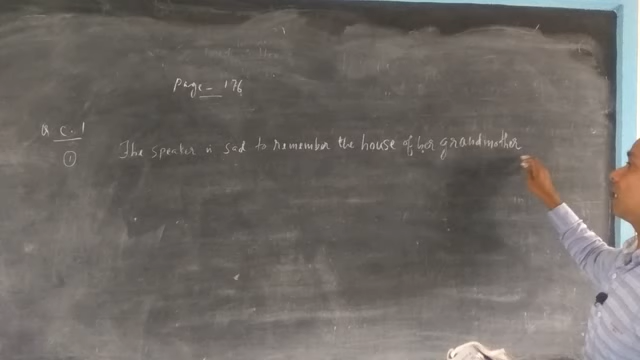 Page - 176
Q C.1
① The speaker is sad to remember the house of her grandmother